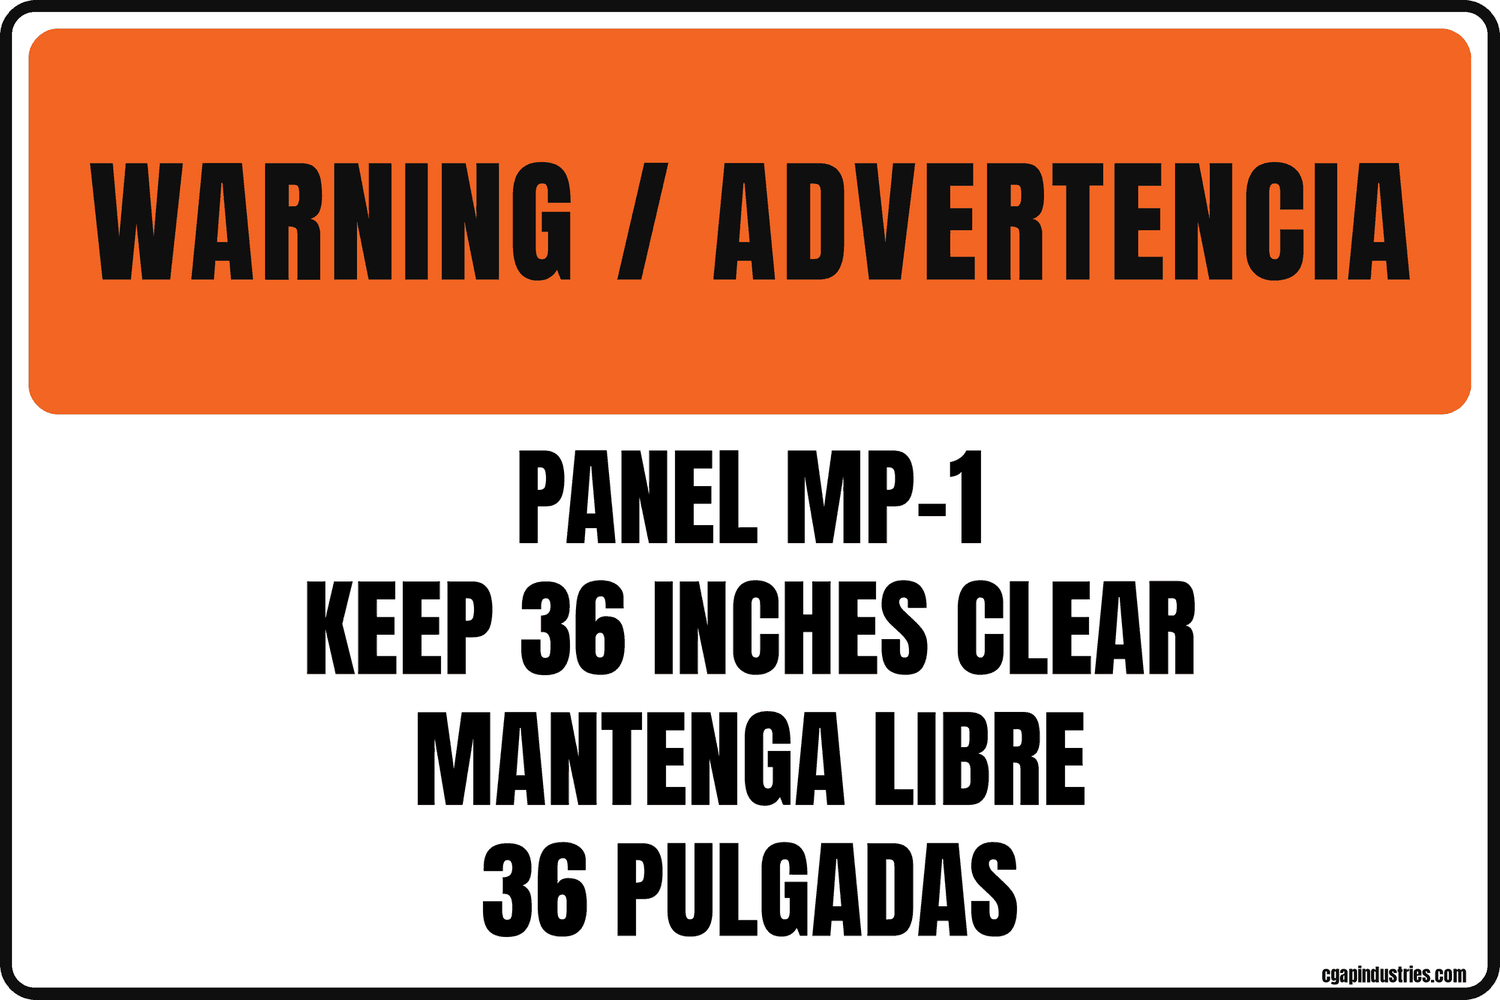 WARNING / ADVERTENCIA
PANEL MP-1
KEEP 36 INCHES CLEAR
MANTENGA LIBRE
36 PULGADAS
cgapindustries.com